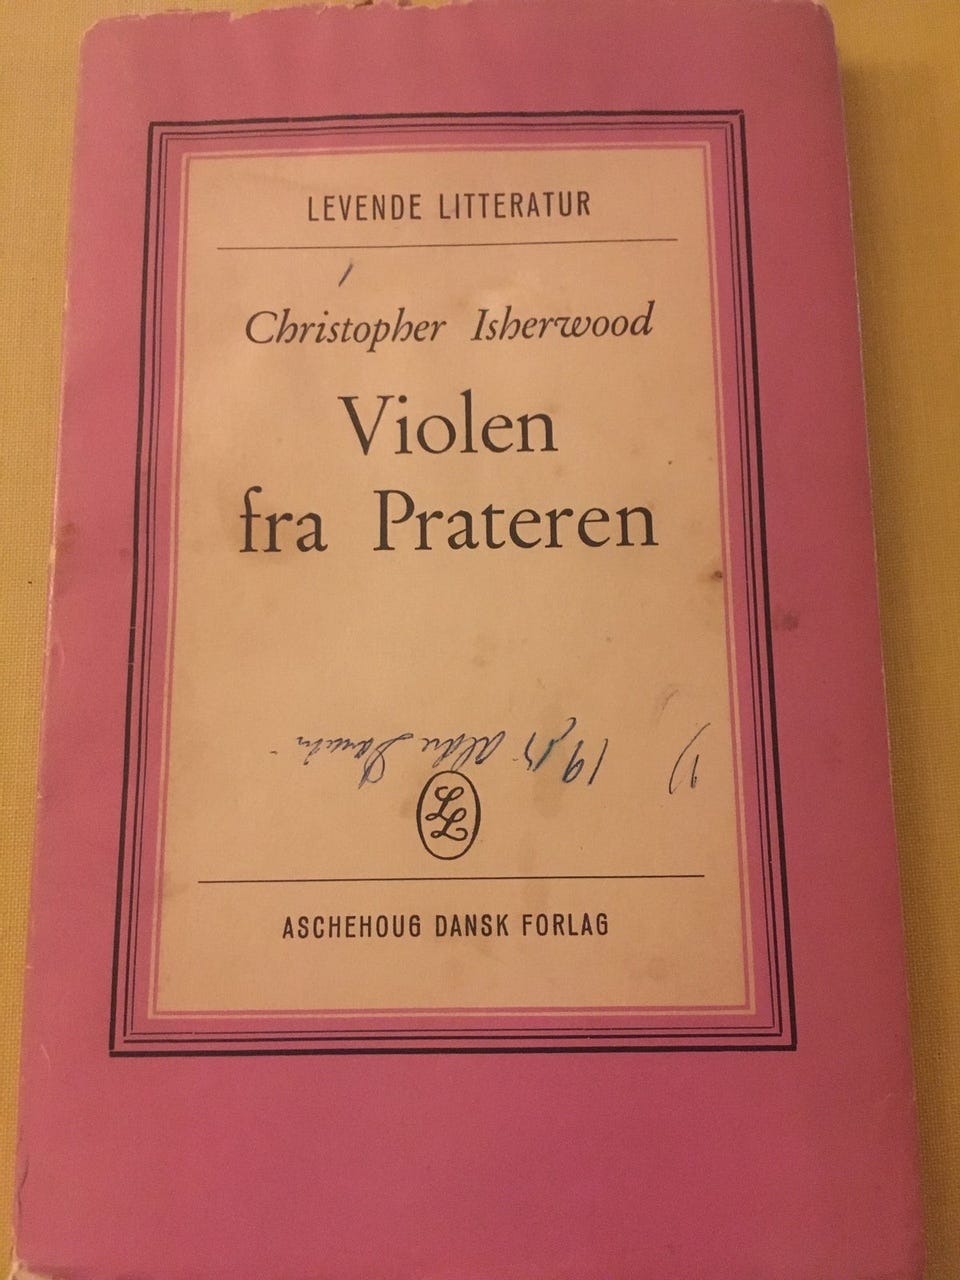 LEVENDE LITTERATUR
Christopher Isherwood
Violen
fra Prateren
LL
ASCHEHOUG DANSK FORLAG